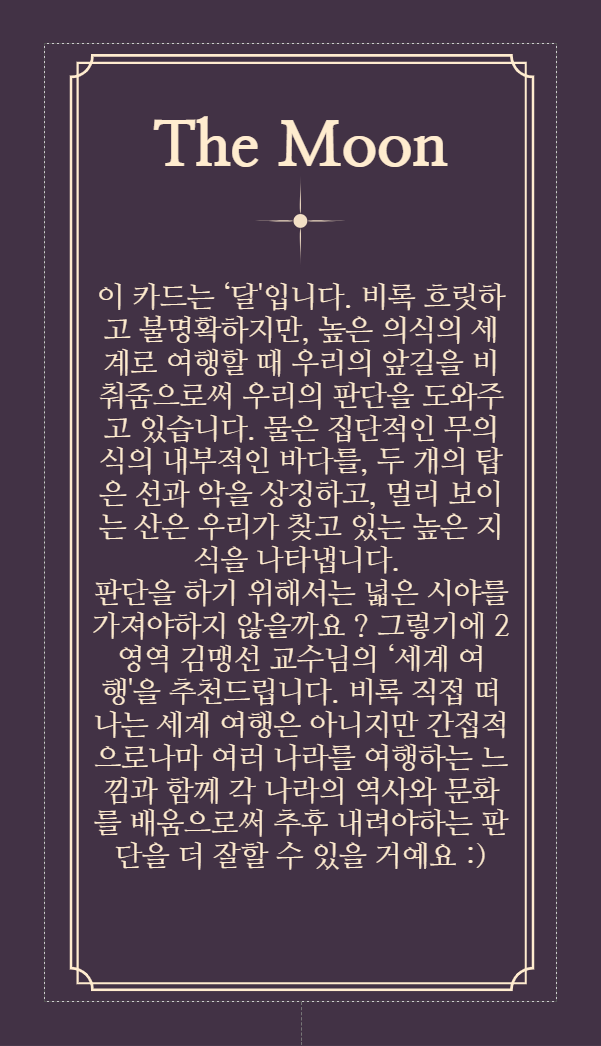 The Moon
이 카드는 ‘달'입니다. 비록 흐릿하
고 불명확하지만, 높은 의식의 세
계로 여행할 때 우리의 앞길을 비
춰줌으로써 우리의 판단을 도와주
고 있습니다. 물은 집단적인 무의
식의 내부적인 바다를, 두 개의 탑
은 선과 악을 상징하고, 멀리 보이
는 산은 우리가 찾고 있는 높은 지
식을 나타냅니다.
판단을 하기 위해서는 넓은 시야를
가져야하지 않을까요 ? 그렇기에 2
영역 김맹선 교수님의 ‘세계 여
행'을 추천드립니다. 비록 직접 떠
나는 세계 여행은 아니지만 간접적
으로나마 여러 나라를 여행하는 느
낌과 함께 각 나라의 역사와 문화
를 배움으로써 추후 내려야하는 판
단을 더 잘할 수 있을 거예요 :)